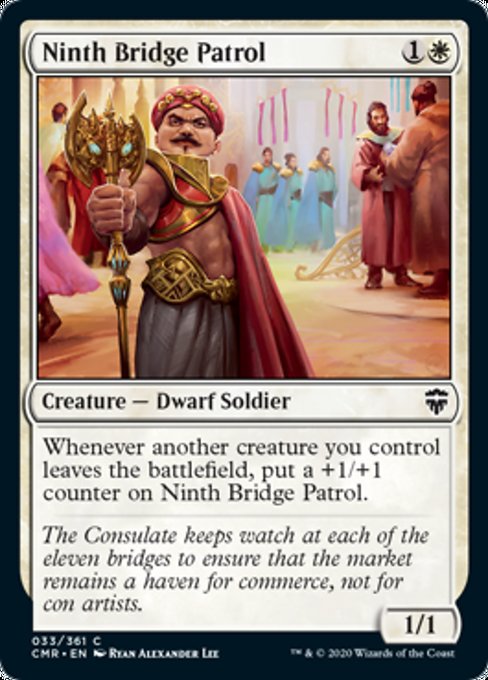 Ninth Bridge Patrol 1
Creature — Dwarf Soldier
Whenever another creature you control
leaves the battlefield, put a +1/+1
counter on Ninth Bridge Patrol.
The Consulate keeps watch at each of the
eleven bridges to ensure that the market
remains a haven for commerce, not for
con artists.
1/1
033/361 C
CMR • EN Ryan Alexander Lee ™ & © 2020 Wizards of the Coast